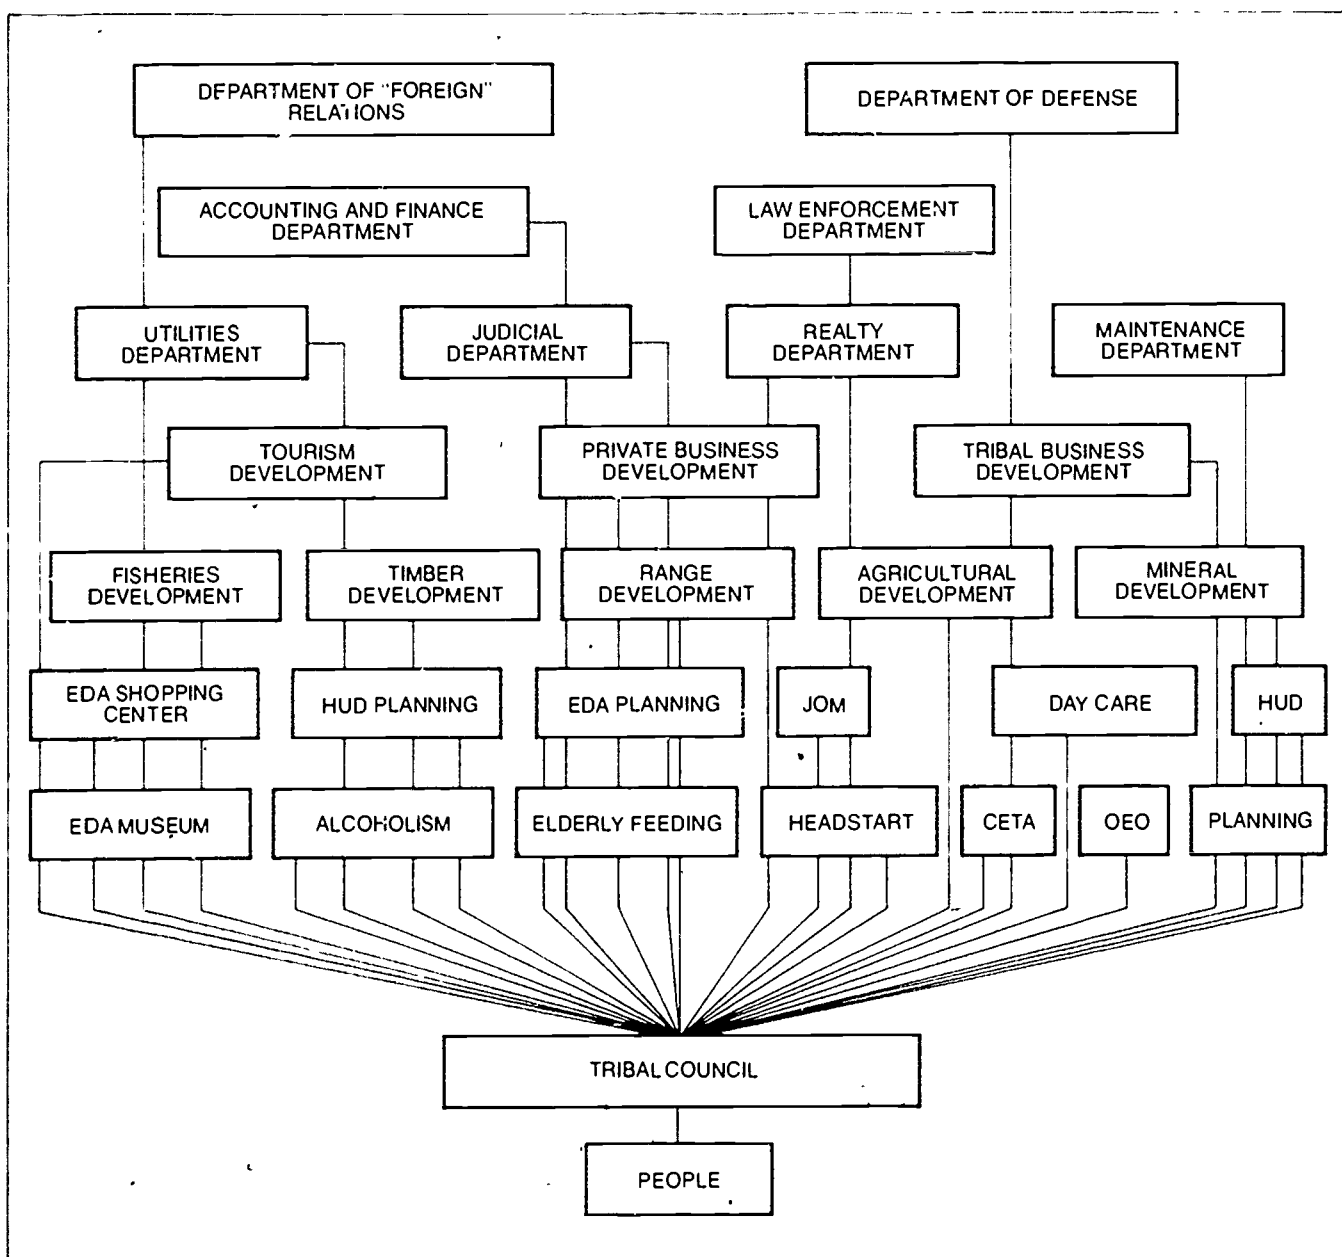 DEPARTMENT OF "FOREIGN"
RELATIONS
DEPARTMENT OF DEFENSE
ACCOUNTING AND FINANCE
DEPARTMENT
LAW ENFORCEMENT
DEPARTMENT
UTILITIES
DEPARTMENT
JUDICIAL
DEPARTMENT
REALTY
DEPARTMENT
MAINTENANCE
DEPARTMENT
TOURISM
DEVELOPMENT
PRIVATE BUSINESS
DEVELOPMENT
TRIBAL BUSINESS
DEVELOPMENT
FISHERIES
DEVELOPMENT
TIMBER
DEVELOPMENT
RANGE
DEVELOPMENT
AGRICULTURAL
DEVELOPMENT
MINERAL
DEVELOPMENT
EDA SHOPPING
CENTER
HUD PLANNING
EDA PLANNING
JOM
DAY CARE
HUD
EDA MUSEUM
ALCOHOLISM
ELDERLY FEEDING
HEADSTART
CETA
OEO
PLANNING
TRIBAL COUNCIL
PEOPLE